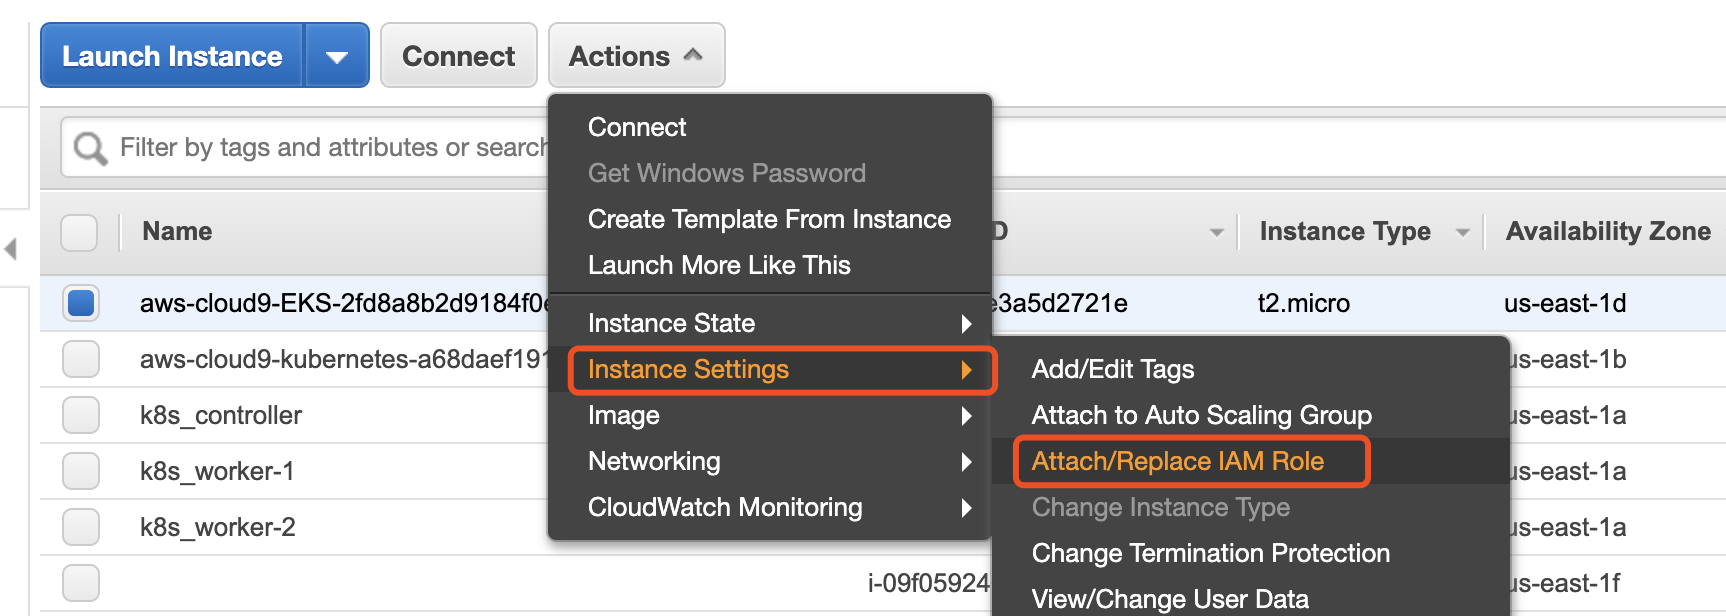 Launch Instance Connect Actions
Filter by tags and attributes or search
Connect
Get Windows Password
Create Template From Instance
Launch More Like This
Instance State
Instance Settings
Image
Networking
CloudWatch Monitoring
Add/Edit Tags
Attach to Auto Scaling Group
Attach/Replace IAM Role
Change Instance Type
Change Termination Protection
View/Change User Data
Name D Instance Type Availability Zone
aws-cloud9-EKS-2fd8a8b2d9184f0 e3a5d2721e t2.micro us-east-1d
aws-cloud9-kubernetes-a68daef191 us-east-1b
k8s_controller us-east-1a
k8s_worker-1 us-east-1a
k8s_worker-2 us-east-1a
i-09f05924 us-east-1f